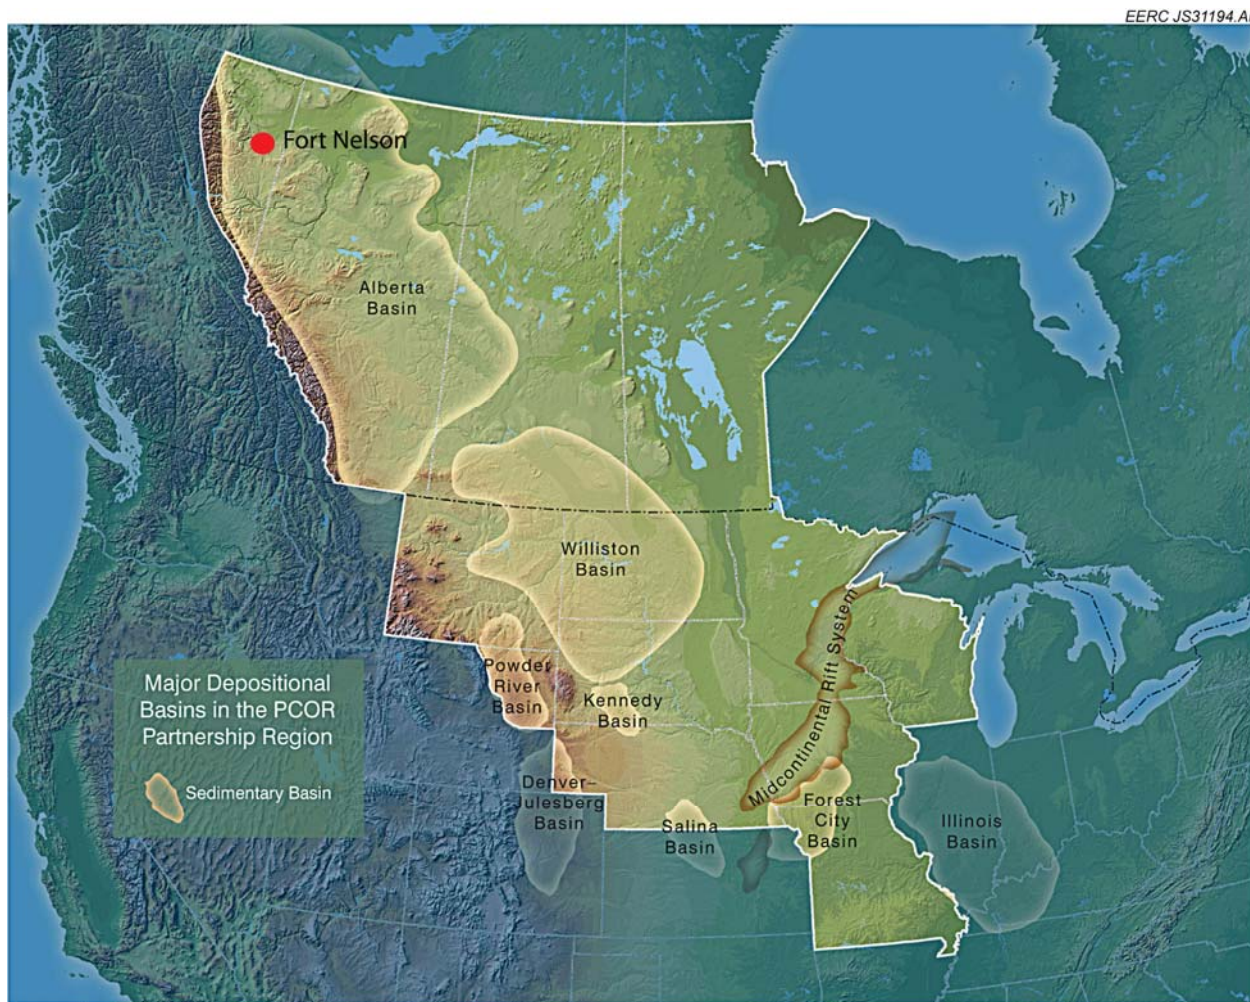 EERC JS31194.A
Fort Nelson
Alberta
Basin
Williston
Basin
Midcontinental Rift System
Powder
River
Basin
Kennedy
Basin
Major Depositional
Basins in the PCOR
Partnership Region
Sedimentary Basin
Denver–
Julesberg
Basin
Salina
Basin
Forest
City
Basin
Illinois
Basin